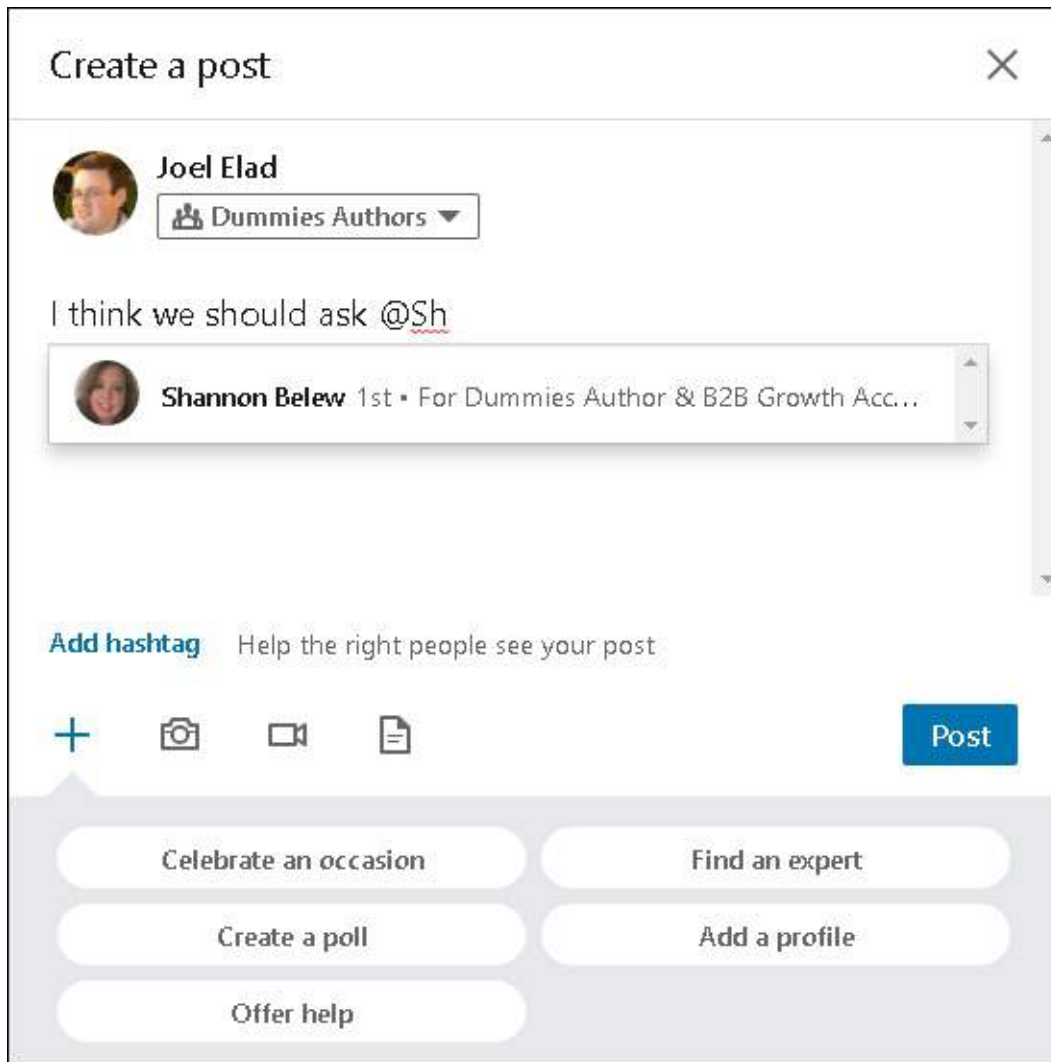 Create a post
Joel Elad
Dummies Authors
I think we should ask @Sh
Shannon Belew 1st • For Dummies Author & B2B Growth Acc...
Add hashtag Help the right people see your post
Post
Celebrate an occasion Find an expert
Create a poll Add a profile
Offer help